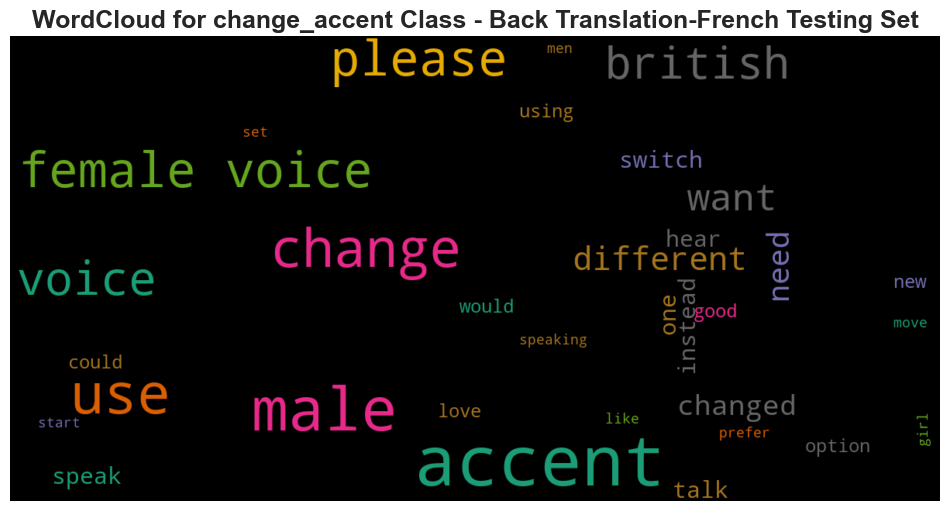 WordCloud for change_accent Class - Back Translation-French Testing Set
please
men
british
using
set
female voice
switch
want
change
hear
different
need
voice
new
would
one
instead
good
move
speaking
could
use
male
love
changed
start
like
prefer
girl
option
accent
speak
talk